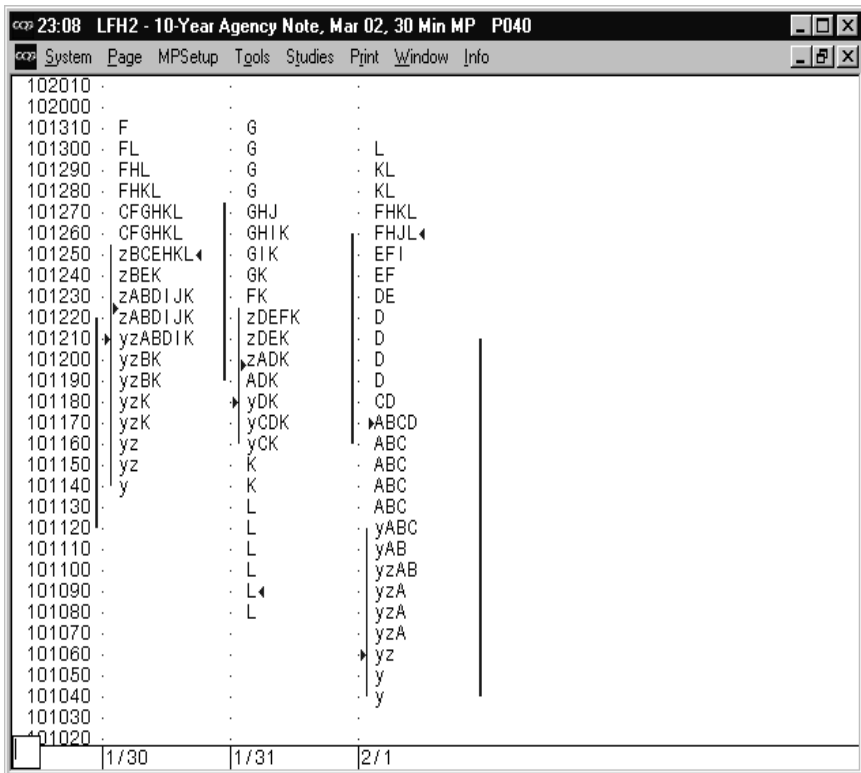 CQG 23:08 LFH2 - 10-Year Agency Note, Mar 02, 30 Min MP P040
CQG System Page MPSetup Tools Studies Print Window Info
102010
102000
101310 F G
101300 FL G L
101290 FHL G KL
101280 FHKL G KL
101270 CFGHKL GHJ FHKL
101260 CFGHKL GHIK FHJL
101250 zBCEHKL GIK EFI
101240 zBEK GK EF
101230 zABDIJK FK DE
101220 zABDIJK zDEFK D
101210 yzABDIK zDEK D
101200 yzBK zADK D
101190 yzBK ADK D
101180 yzK yDK CD
101170 yzK yCDK ABCD
101160 yz yCK ABC
101150 yz K ABC
101140 y K ABC
101130 L ABC
101120 L yABC
101110 L yAB
101100 L yzAB
101090 L yzA
101080 L yzA
101070 yzA
101060 yz
101050 y
101040 y
101030
101020
1/30 1/31 2/1